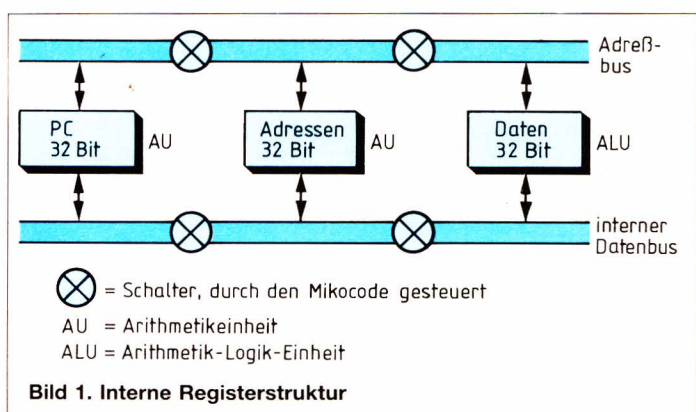 Adreß-
bus
PC
32 Bit
AU
Adressen
32 Bit
AU
Daten
32 Bit
ALU
interner
Datenbus
= Schalter, durch den Mikocode gesteuert
AU = Arithmetikeinheit
ALU = Arithmetik-Logik-Einheit
Bild 1. Interne Registerstruktur